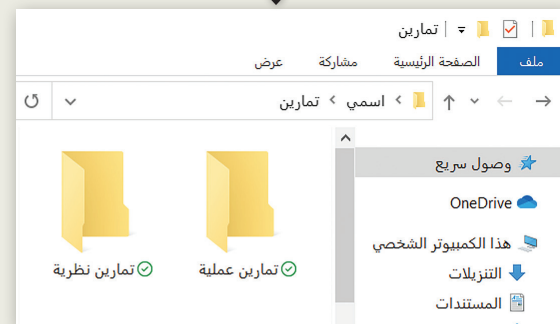 تمارين
ملف الصفحة الرئيسية مشاركة عرض
اسمي تمارين
وصول سريع
OneDrive
هذا الكمبيوتر الشخصي
التنزيلات
المستندات
تمارين عملية
تمارين نظرية